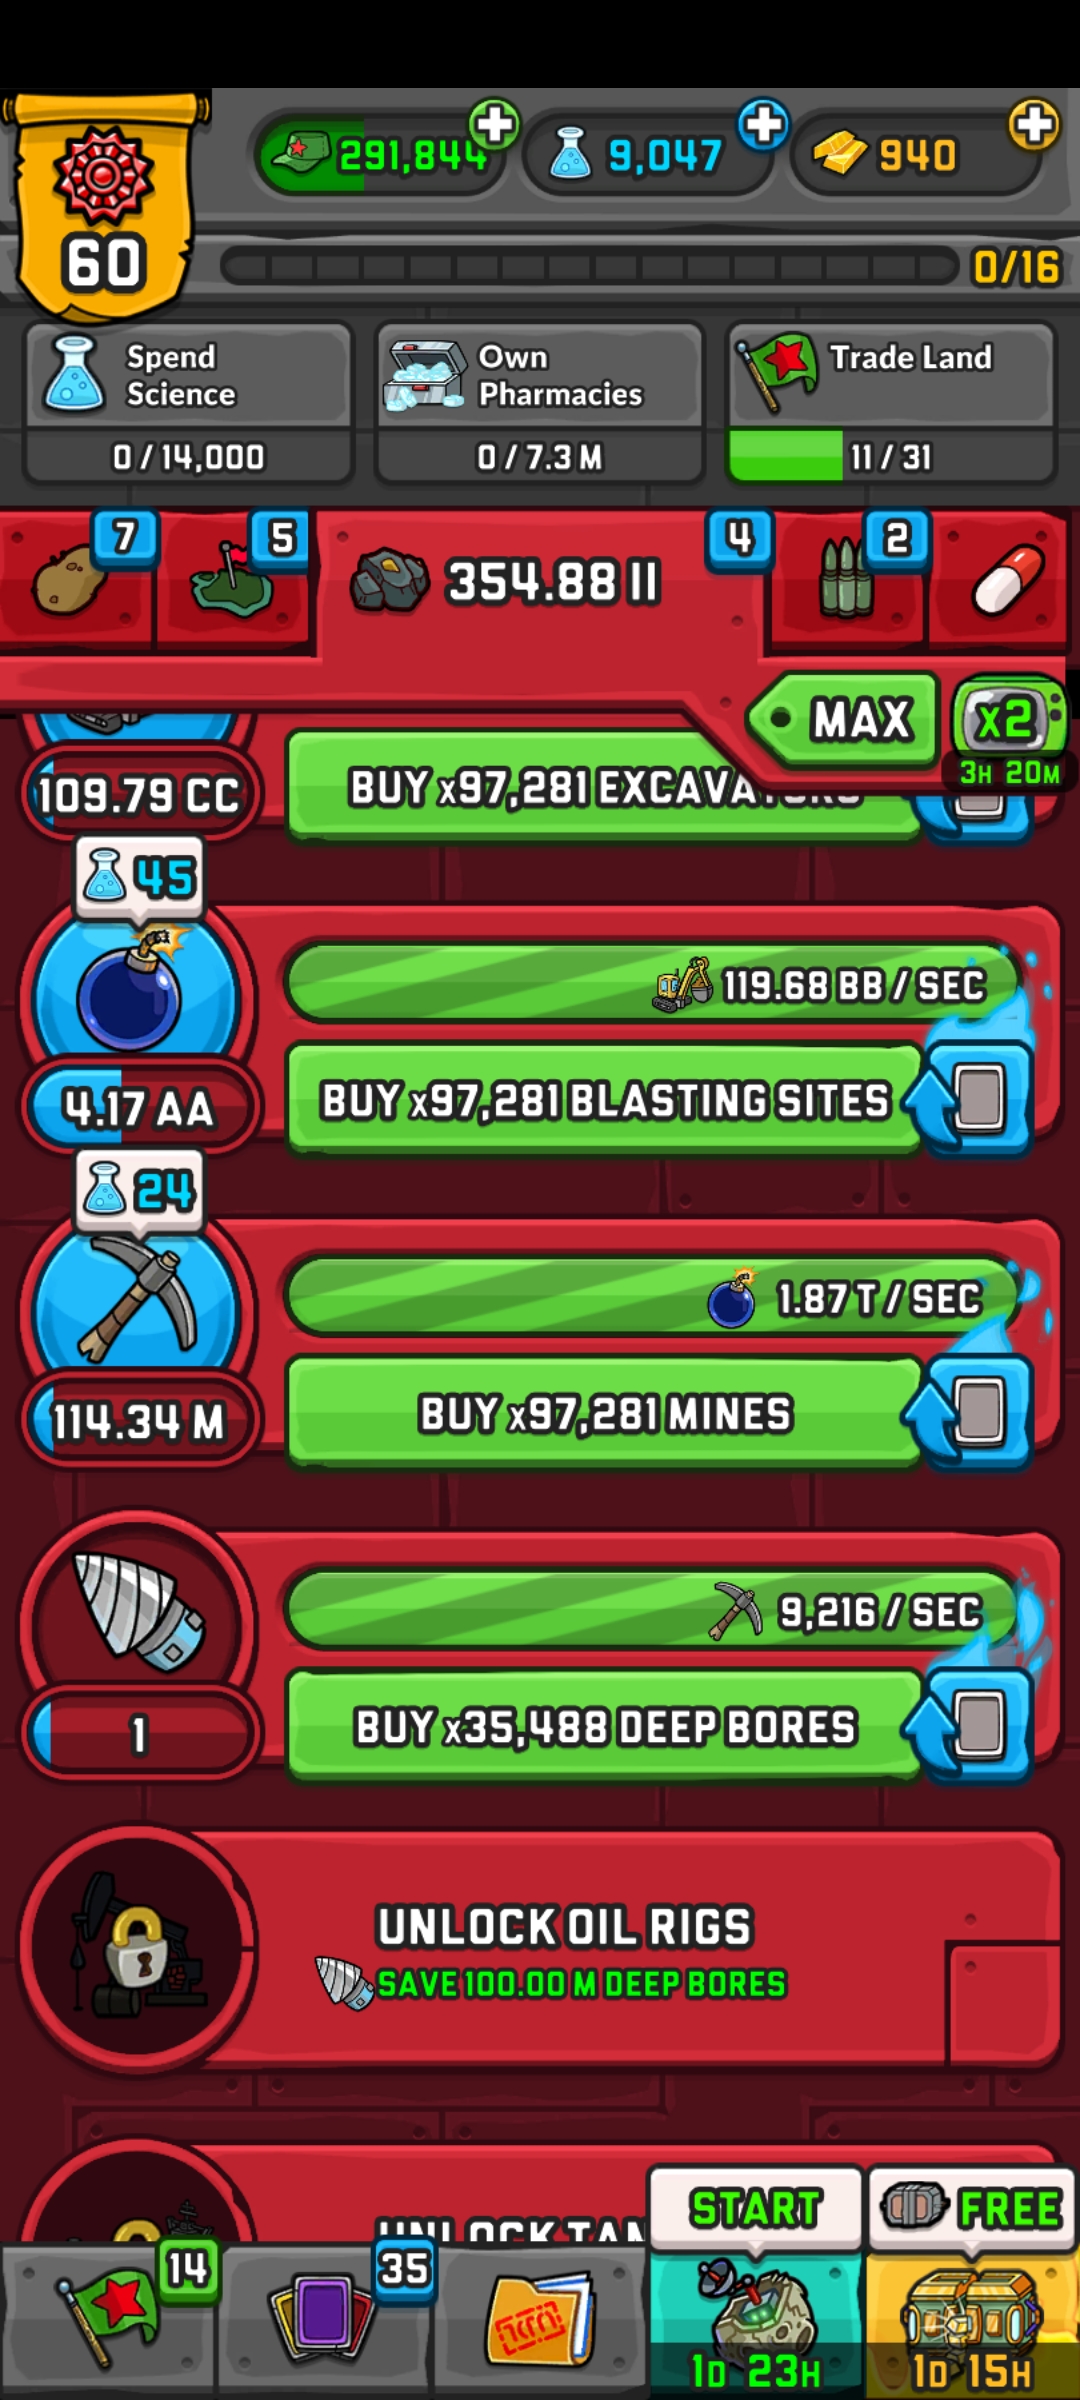 291,844
9,047
940
60
0/16
Spend
Science
0 / 14,000
Own
Pharmacies
0 / 7.3 M
Trade Land
11 / 31
7
5
354.88 II
4
2
MAX
x2
3H 20M
109.79 CC
BUY x97,281 EXCAVATORS
45
119.68 BB / SEC
4.17 AA
BUY x97,281 BLASTING SITES
24
1.87 T / SEC
114.34 M
BUY x97,281 MINES
9,216 / SEC
1
BUY x35,488 DEEP BORES
UNLOCK OIL RIGS
SAVE 100.00 M DEEP BORES
UNLOCK TAN
START
FREE
14
35
1D 23H
1D 15H